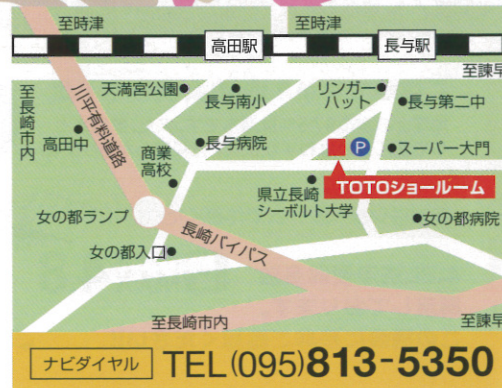 至時津
至時津
高田駅
長与駅
至諫早
天満宮公園
長与南小
リンガー
ハット
長与第二中
至長崎市内
川平有料道路
高田中
長与病院
P
スーパー大門
商業
高校
TOTOショールーム
県立長崎
シーボルト大学
女の都ランプ
女の都病院
長崎バイパス
女の都入口
至長崎市内
至諫早
ナビダイヤル TEL(095)813-5350